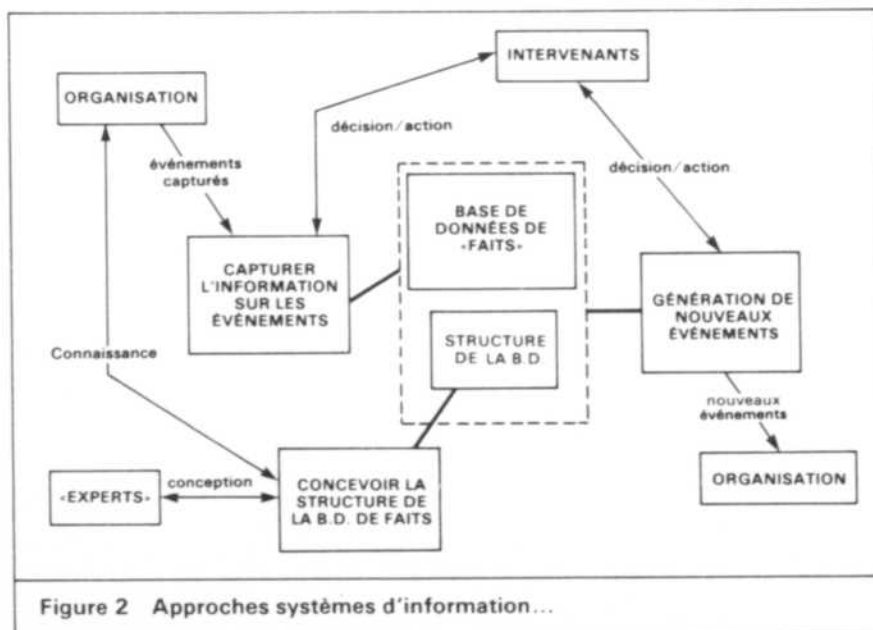 INTERVENANTS
ORGANISATION
décision/action
événements
capturés
décision/action
BASE DE
DONNÉES DE
«FAITS»
CAPTURER
L'INFORMATION
SUR LES
ÉVÉNEMENTS
GÉNÉRATION DE
NOUVEAUX
ÉVÉNEMENTS
STRUCTURE
DE LA B.D
Connaissance
nouveaux
événements
«EXPERTS»
conception
CONCEVOIR LA
STRUCTURE DE
LA B.D. DE FAITS
ORGANISATION
Figure 2 Approches systèmes d'information...